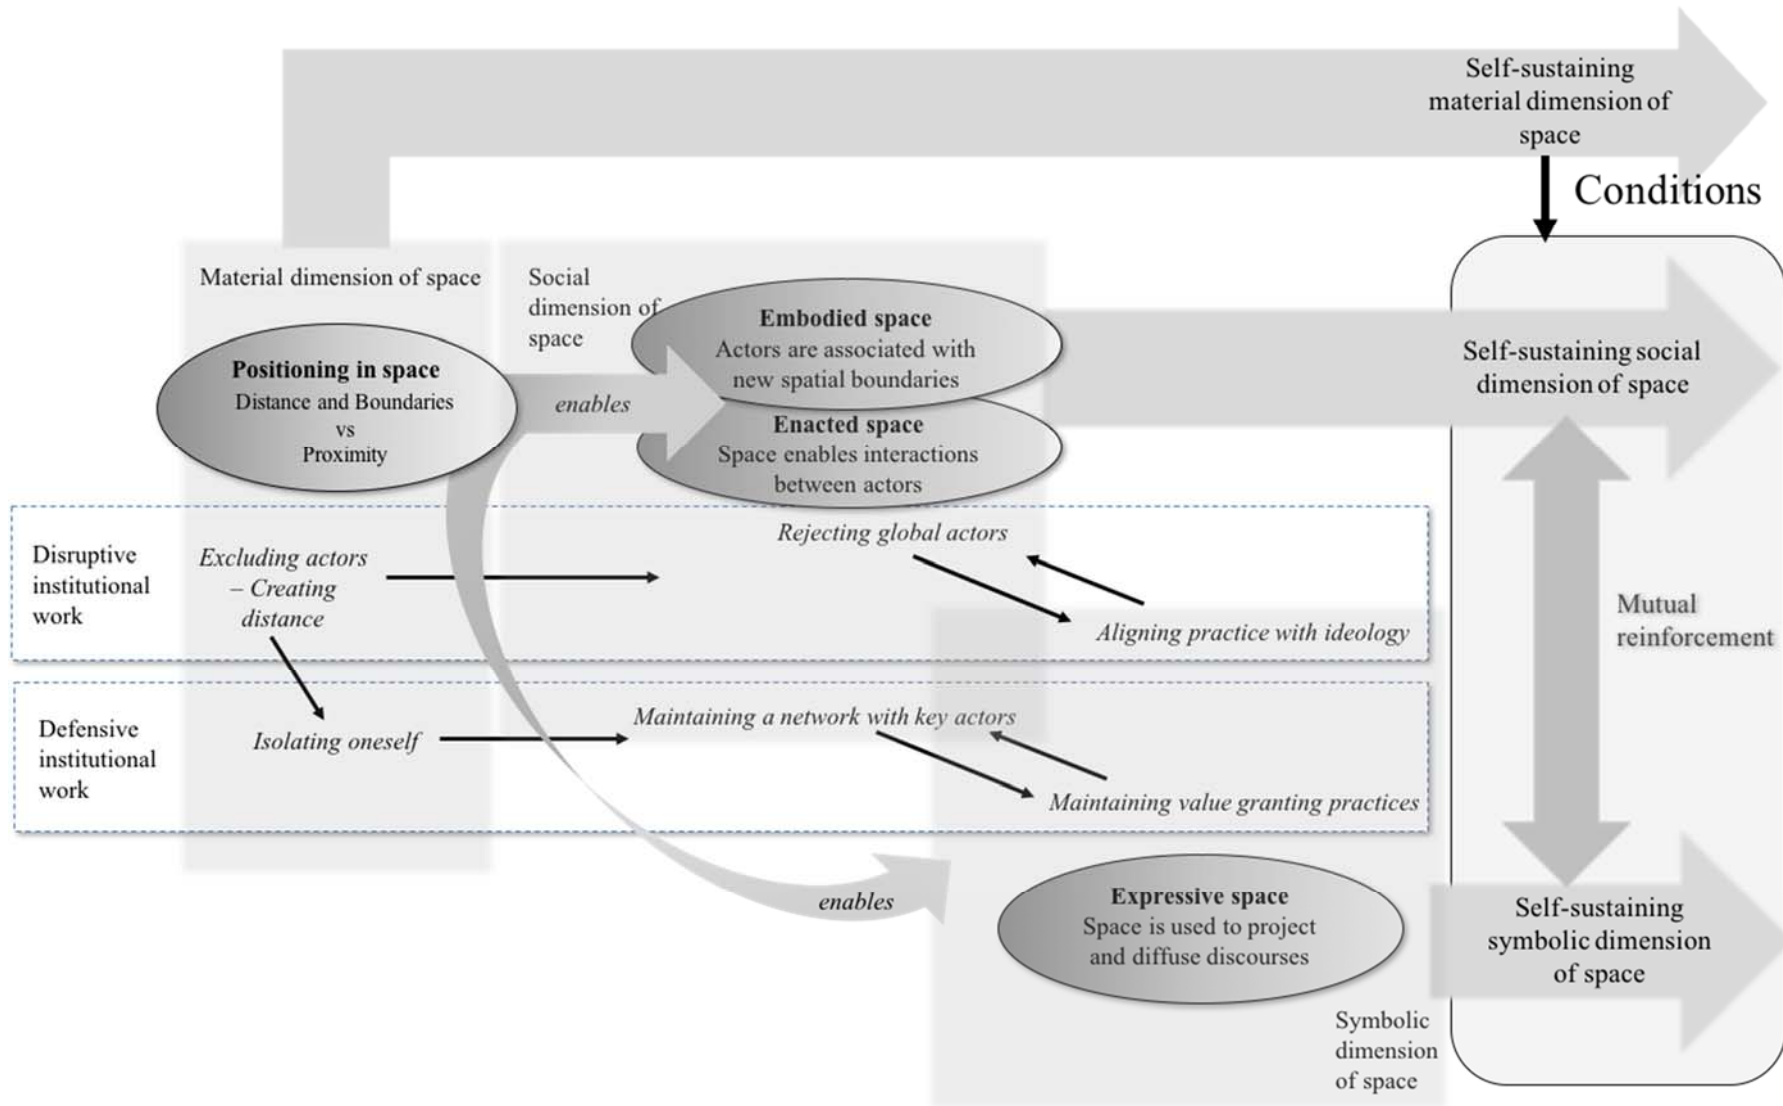 Self-sustaining
material dimension of
space
Conditions
Material dimension of space
Social
dimension of
space
Positioning in space
Distance and Boundaries
vs
Proximity
enables
Embodied space
Actors are associated with
new spatial boundaries
Enacted space
Space enables interactions
between actors
Self-sustaining social
dimension of space
Disruptive
institutional
work
Excluding actors
– Creating
distance
Rejecting global actors
Aligning practice with ideology
Mutual
reinforcement
Defensive
institutional
work
Isolating oneself
Maintaining a network with key actors
Maintaining value granting practices
enables
Expressive space
Space is used to project
and diffuse discourses
Self-sustaining
symbolic dimension
of space
Symbolic
dimension
of space